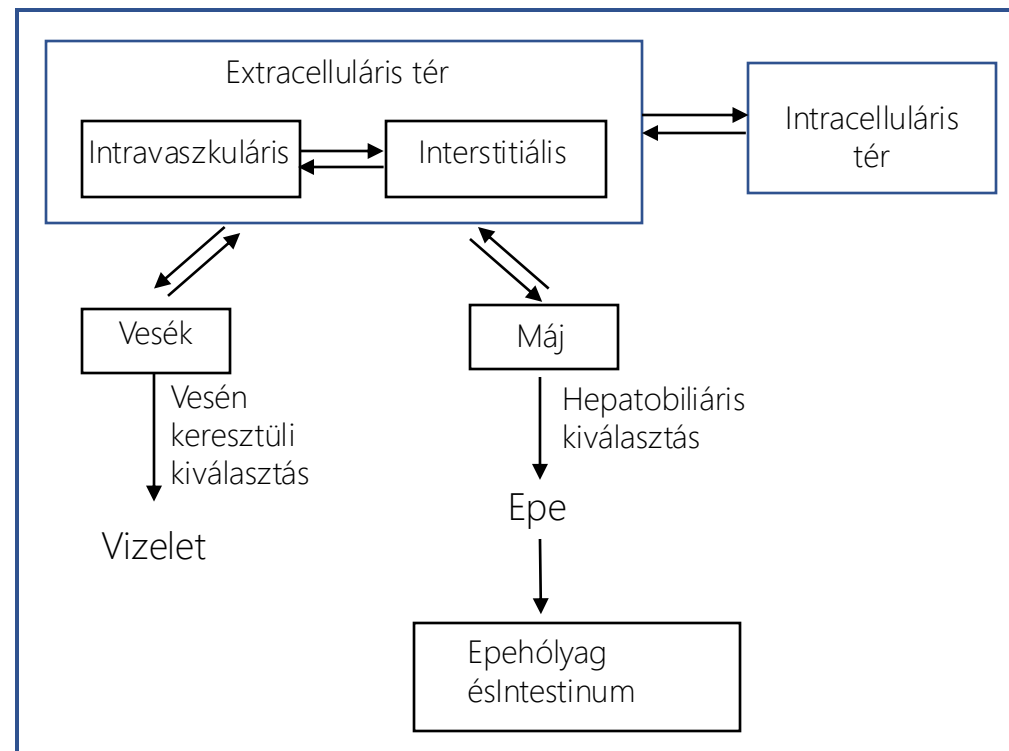 Extracelluláris tér
Intravaszkuláris
Interstitiális
Intracelluláris
tér
Vesék
Máj
Vesén
keresztüli
kiválasztás
Hepatobiliáris
kiválasztás
Epe
Vizelet
Epehólyag
ésIntestinum